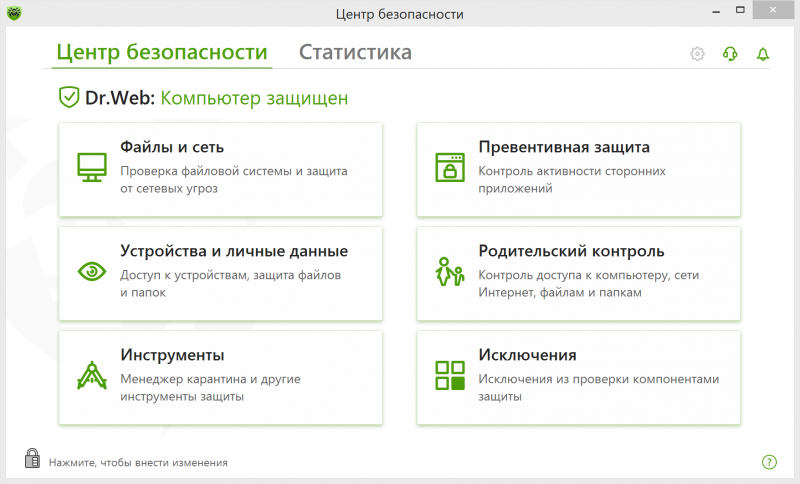 Центр безопасности
Центр безопасности
Статистика
Dr.Web: Компьютер защищен
Файлы и сеть
Проверка файловой системы и защита
от сетевых угроз
Превентивная защита
Контроль активности сторонних
приложений
Устройства и личные данные
Доступ к устройствам, защита файлов
и папок
Родительский контроль
Контроль доступа к компьютеру, сети
Интернет, файлам и папкам
Инструменты
Менеджер карантина и другие
инструменты защиты
Исключения
Исключения из проверки компонентами
защиты
Нажмите, чтобы внести изменения
?